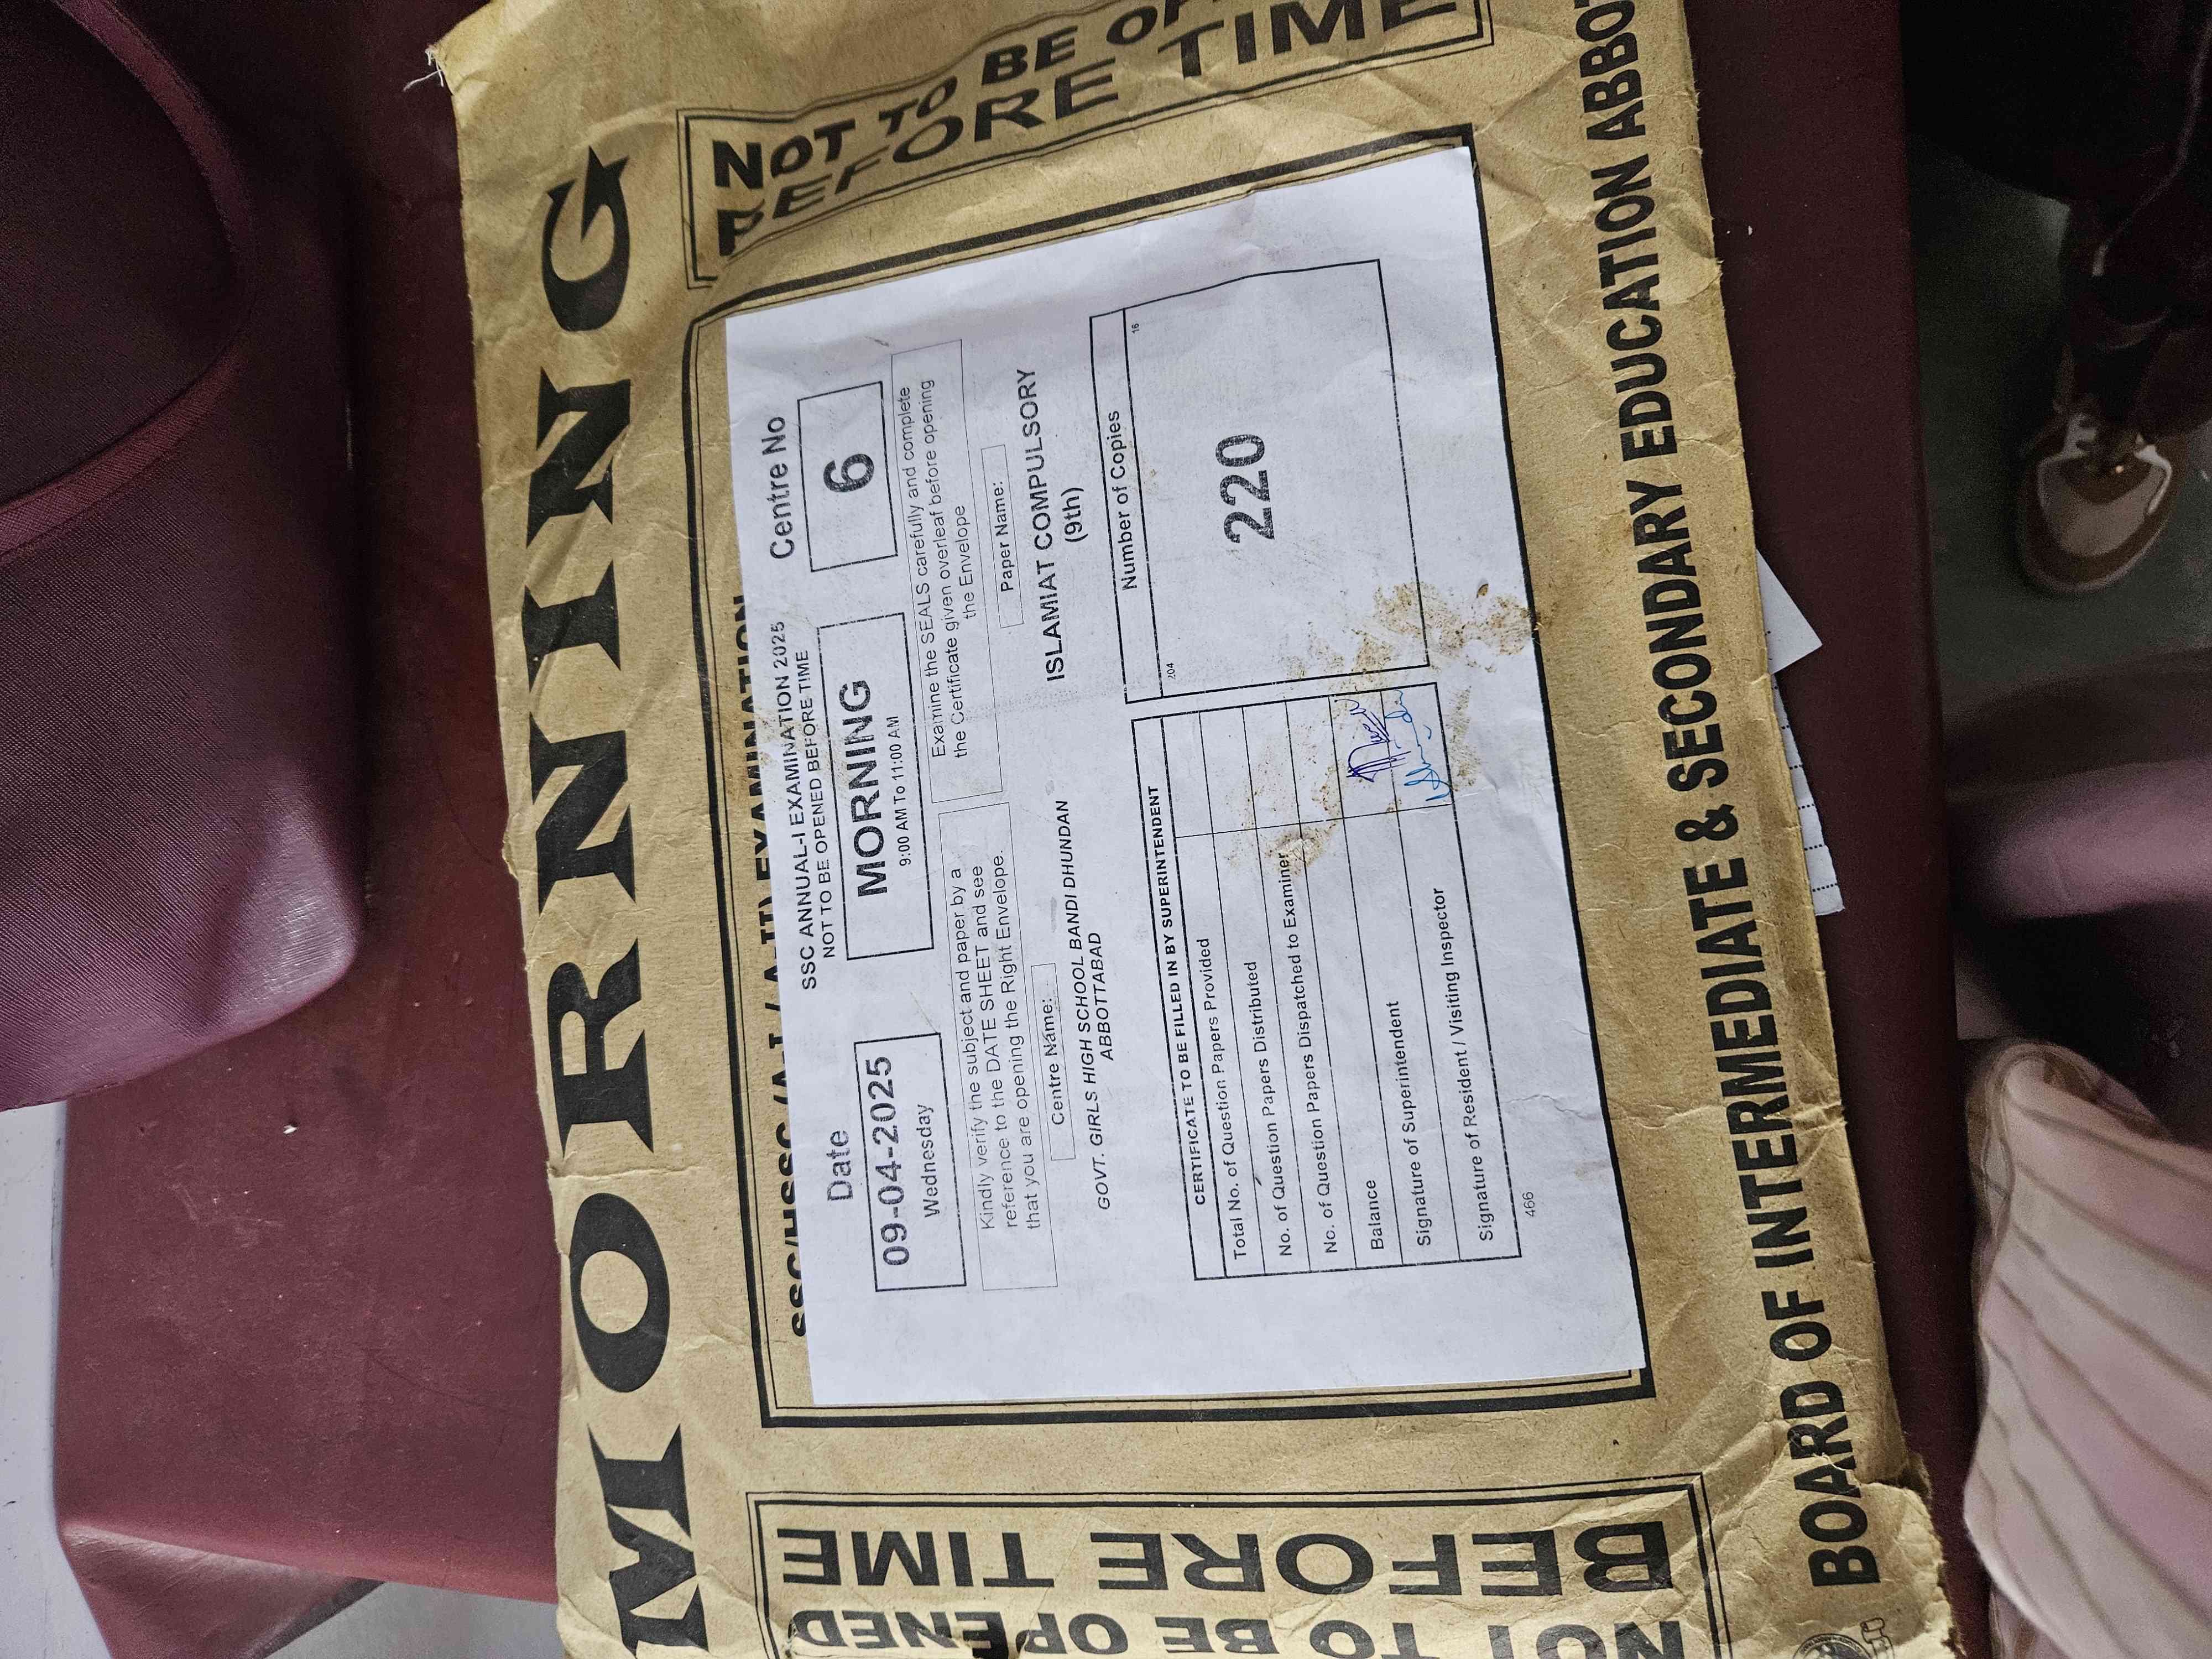 MORNING
NOT TO BE OPENED
BEFORE TIME
NOT TO BE
BEFORE TIME
SSC ANNUAL-I EXAMINATION 2025
NOT TO BE OPENED BEFORE TIME
Date
09-04-2025
Wednesday
MORNING
9:00 AM To 11:00 AM
Centre No
6
Kindly verify the subject and paper by a
reference to the DATE SHEET and see
that you are opening the Right Envelope.
Examine the SEALS carefully and complete
the Certificate given overleaf before opening
the Envelope
Centre Name:
GOVT. GIRLS HIGH SCHOOL BANDI DHUNDAN
ABBOTTABAD
Paper Name:
ISLAMIAT COMPULSORY
(9th)
CERTIFICATE TO BE FILLED IN BY SUPERINTENDENT
Total No. of Question Papers Provided
No. of Question Papers Distributed
No. of Question Papers Dispatched to Examiner
Balance
Signature of Superintendent
Signature of Resident / Visiting Inspector
466
Number of Copies
204
16
220
BOARD OF INTERMEDIATE & SECONDARY EDUCATION